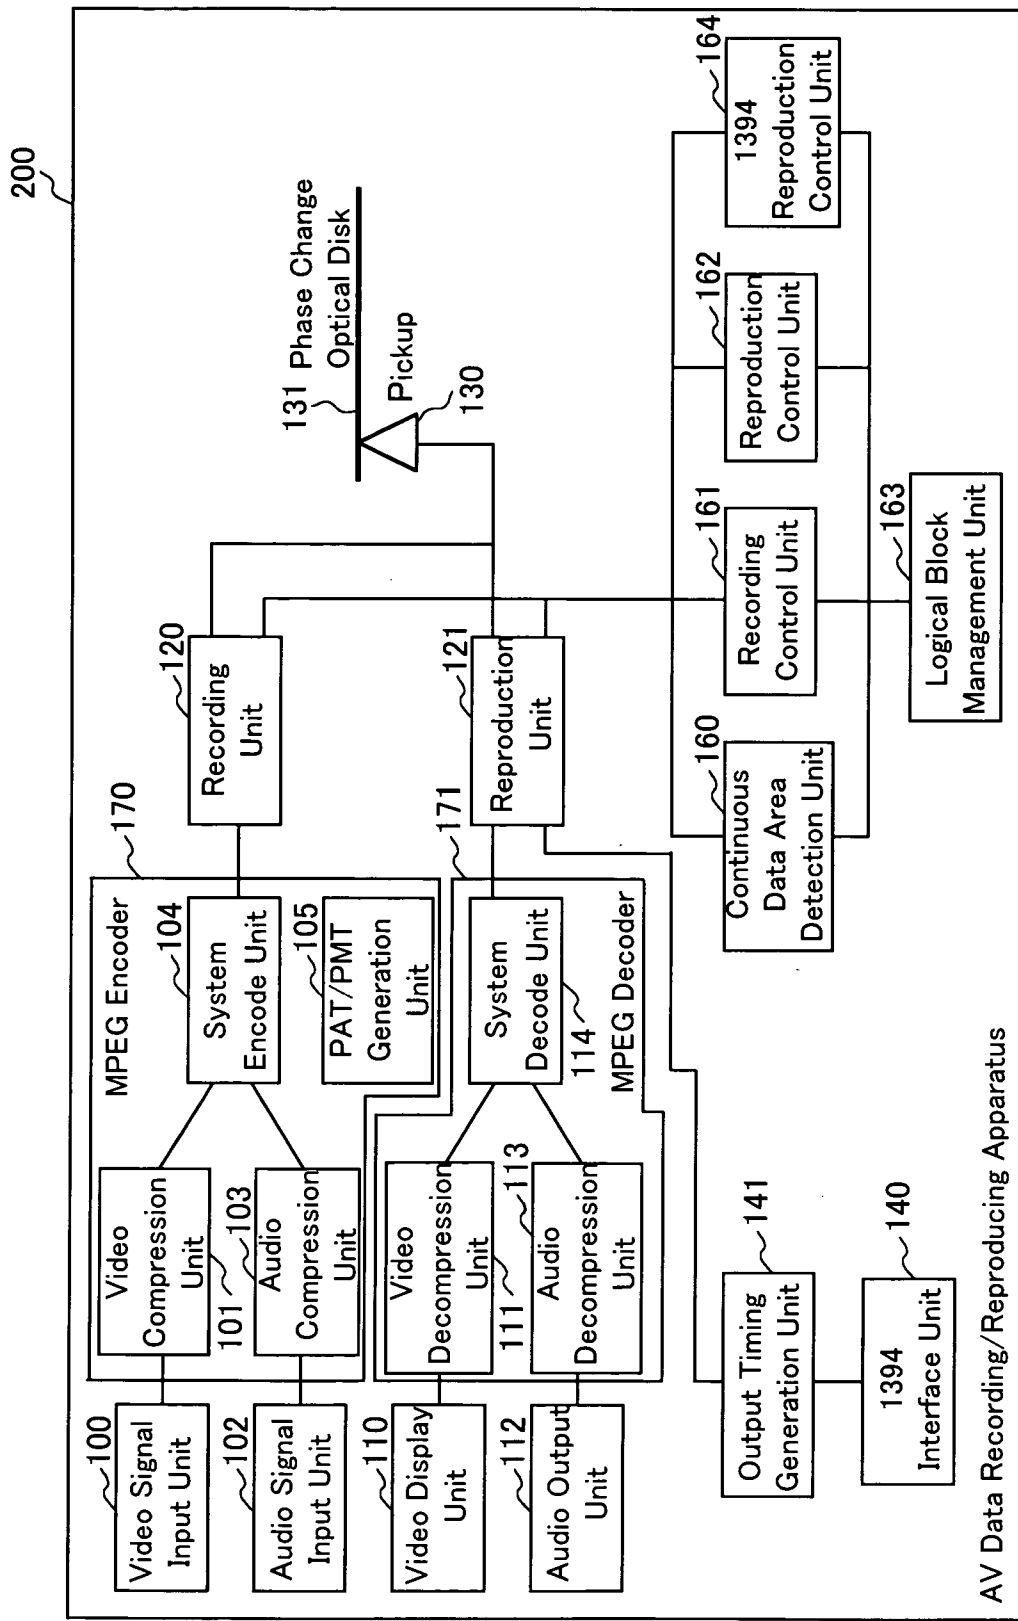 200
100
Video Signal
Input Unit
102
Audio Signal
Input Unit
110
Video Display
Unit
112
Audio Output
Unit
MPEG Encoder
170
Video
Compression
Unit
101
103
Audio
Compression
Unit
104
System
Encode Unit
105
PAT/PMT
Generation
Unit
171
Video
Decompression
Unit
111
113
Audio
Decompression
Unit
System
Decode Unit
114
MPEG Decoder
120
Recording
Unit
121
Reproduction
Unit
131
Phase Change
Optical Disk
Pickup
130
141
Output Timing
Generation Unit
140
1394
Interface Unit
160
Continuous
Data Area
Detection Unit
161
Recording
Control Unit
162
Reproduction
Control Unit
164
1394
Reproduction
Control Unit
163
Logical Block
Management Unit
AV Data Recording/Reproducing Apparatus